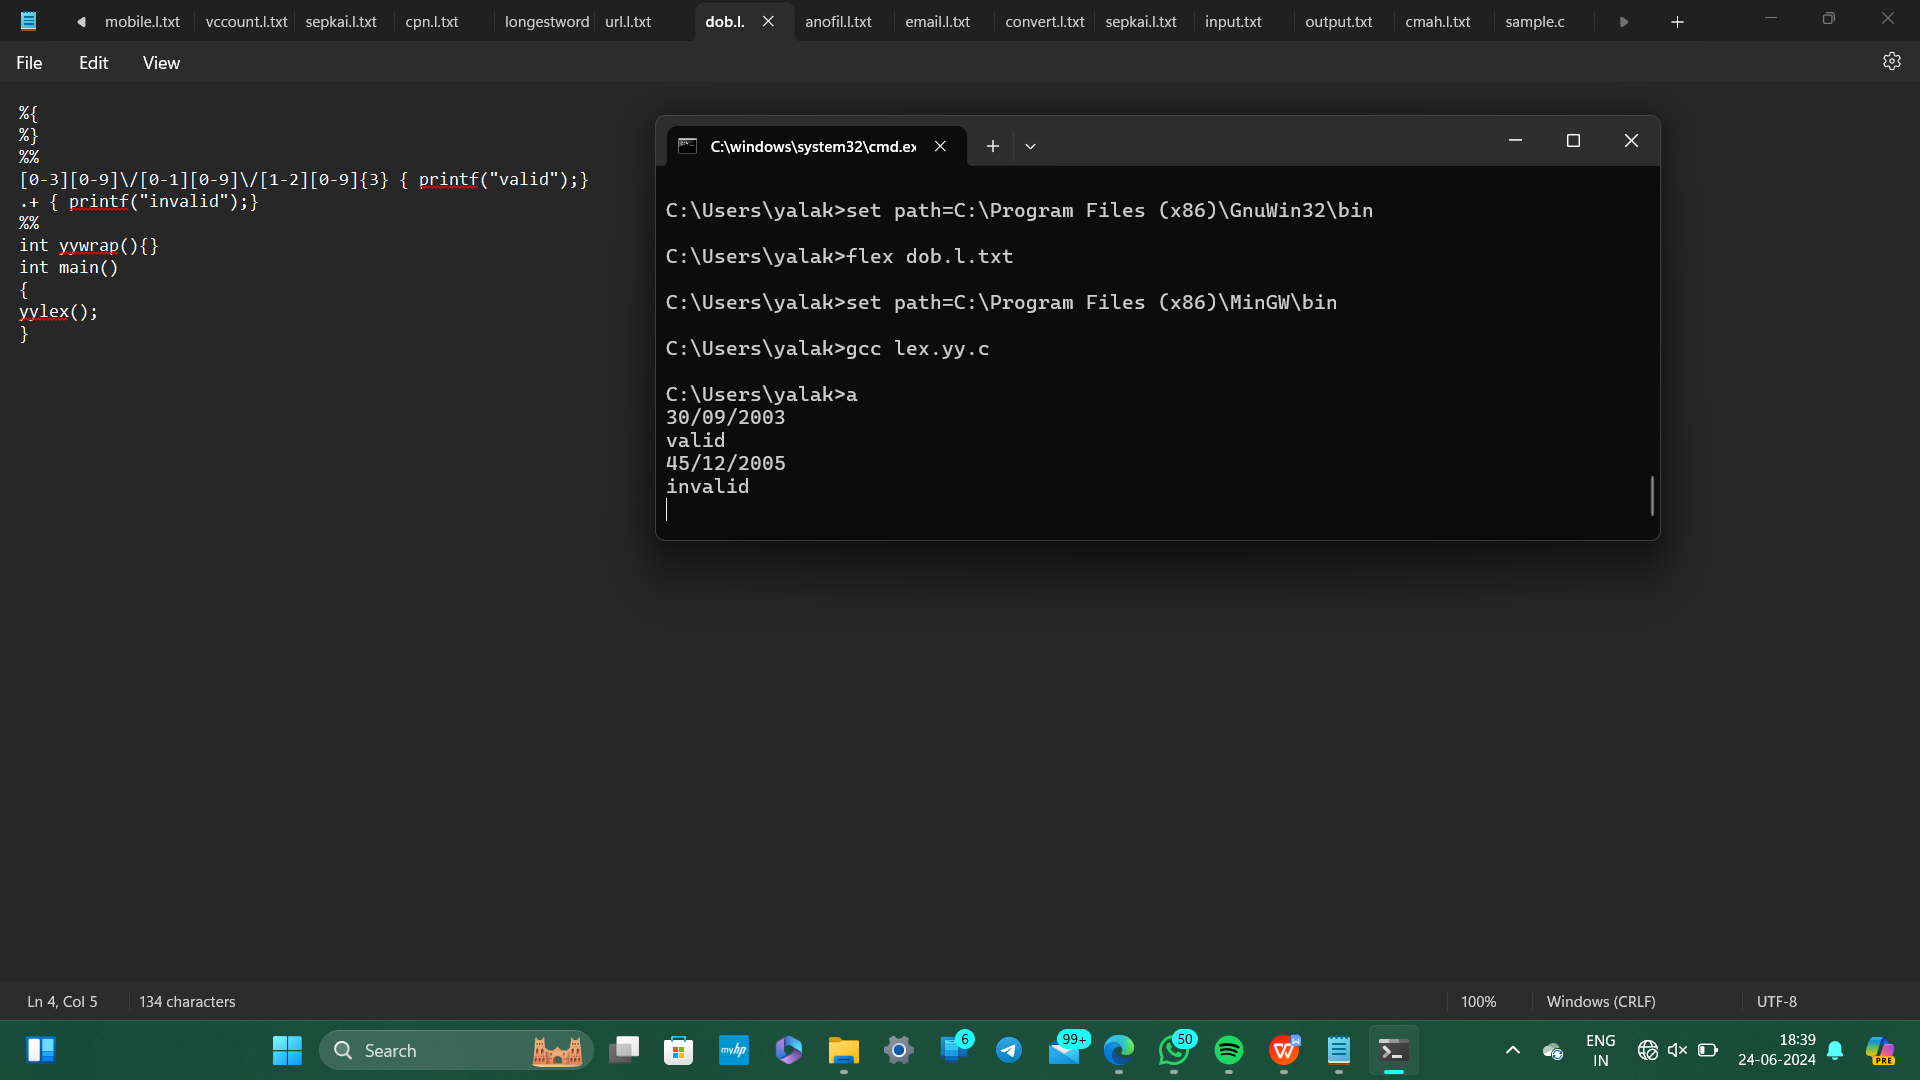 mobile.l.txt vccount.l.txt sepkai.l.txt cpn.l.txt longestword url.l.txt dob.l. anofil.l.txt email.l.txt convert.l.txt sepkai.l.txt input.txt output.txt cmah.l.txt sample.c
File Edit View
%{
%}
%%
[0-3][0-9]\/[0-1][0-9]\/[1-2][0-9]{3} { printf("valid");}
.+ { printf("invalid");}
%%
int yywrap(){}
int main()
{
yylex();
}
C:\windows\system32\cmd.ex
C:\Users\yalak>set path=C:\Program Files (x86)\GnuWin32\bin
C:\Users\yalak>flex dob.l.txt
C:\Users\yalak>set path=C:\Program Files (x86)\MinGW\bin
C:\Users\yalak>gcc lex.yy.c
C:\Users\yalak>a
30/09/2003
valid
45/12/2005
invalid
Ln 4, Col 5 134 characters 100% Windows (CRLF) UTF-8
Search myhp 6 99+ 50 W W ENG 18:39
IN 24-06-2024 PRE